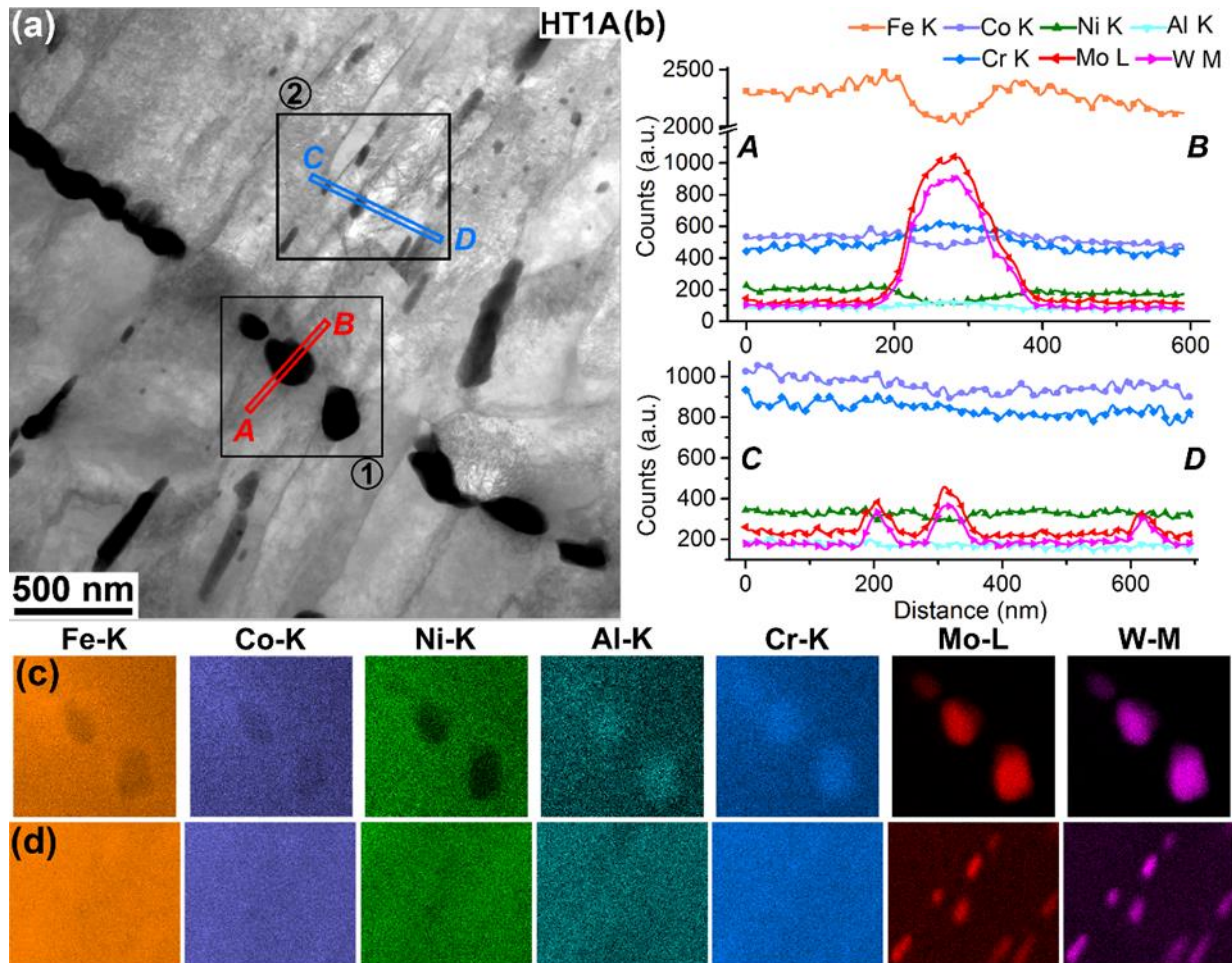 (a)
HT1A
②
C
D
B
A
①
500 nm
(b)
Fe K Co K Ni K Al K
Cr K Mo L W M
2500
2000
1000
800
600
400
200
0
Counts (a.u.)
A
B
0 200 400 600
1000
800
600
400
200
Counts (a.u.)
C
D
0 200 400 600
Distance (nm)
Fe-K Co-K Ni-K Al-K Cr-K Mo-L W-M
(c)
(d)